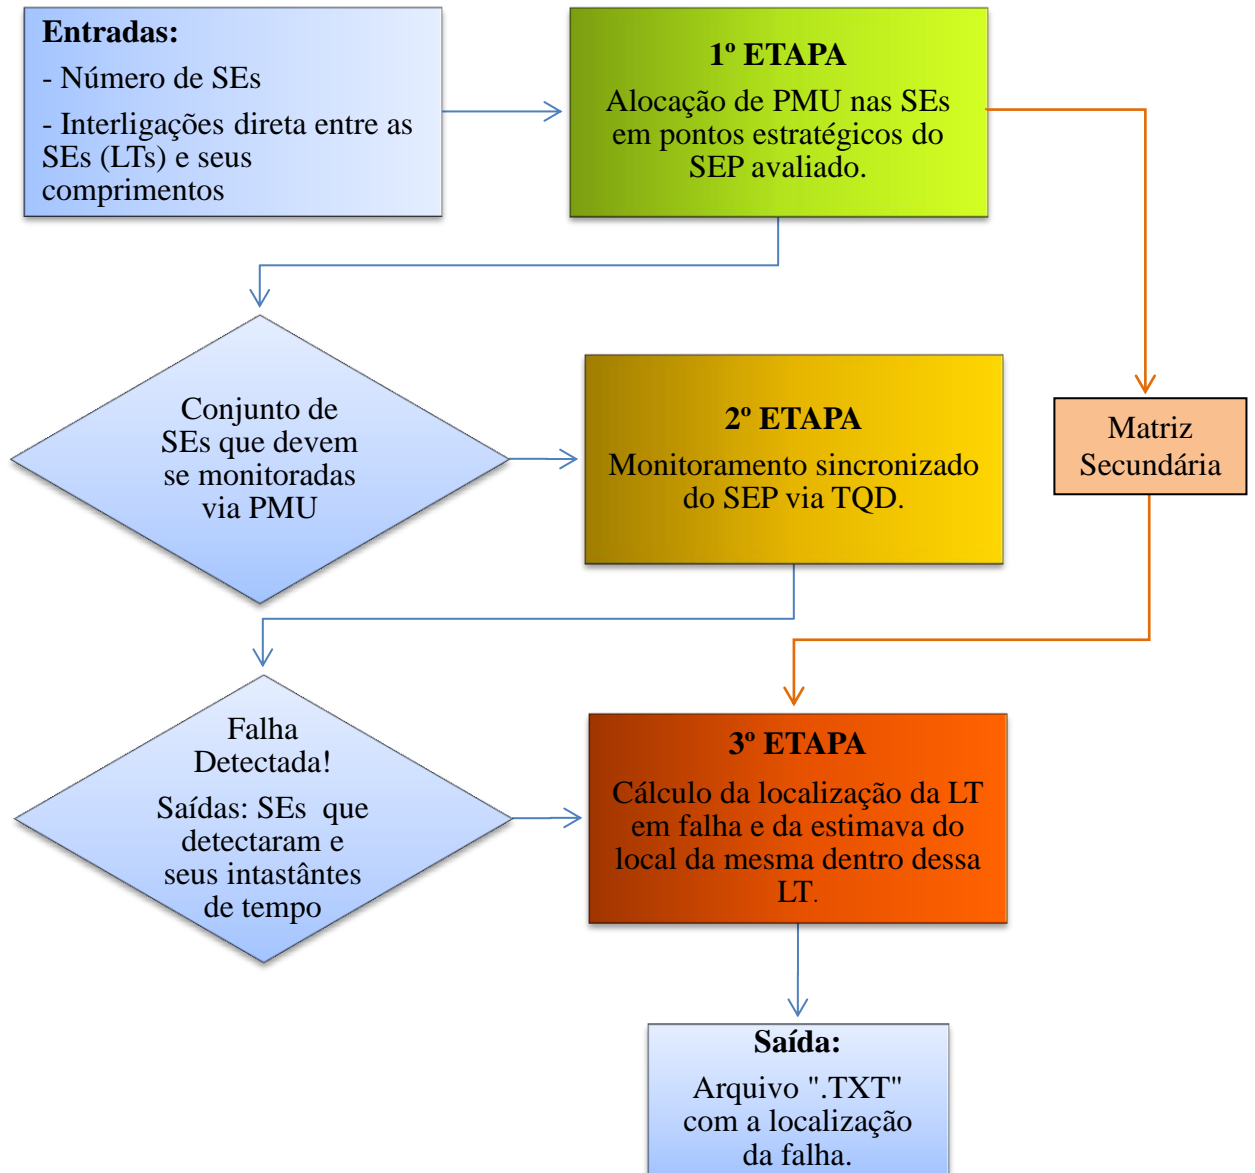 Entradas:
- Número de SEs
- Interligações direta entre as
SEs (LTs) e seus
comprimentos
1º ETAPA
Alocação de PMU nas SEs
em pontos estratégicos do
SEP avaliado.
Conjunto de
SEs que devem
se monitoradas
via PMU
2º ETAPA
Monitoramento sincronizado
do SEP via TQD.
Matriz
Secundária
Falha
Detectada!
Saídas: SEs que
detectaram e
seus intastântes
de tempo
3º ETAPA
Cálculo da localização da LT
em falha e da estimava do
local da mesma dentro dessa
LT.
Saída:
Arquivo ".TXT"
com a localização
da falha.